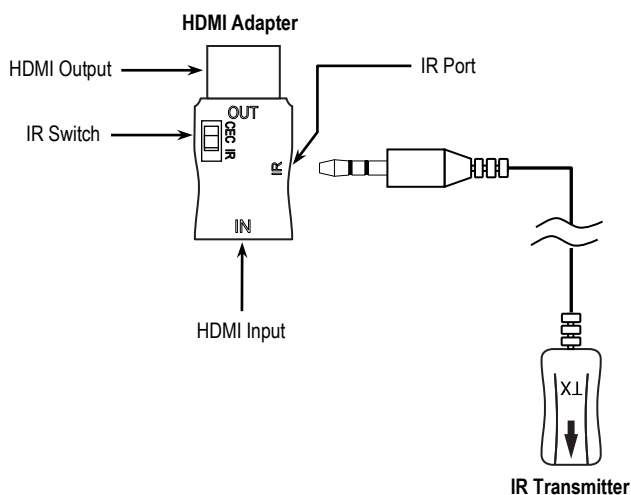 HDMI Adapter
HDMI Output
IR Port
OUT
IR Switch
CEC IR
IR
IN
HDMI Input
TX
IR Transmitter